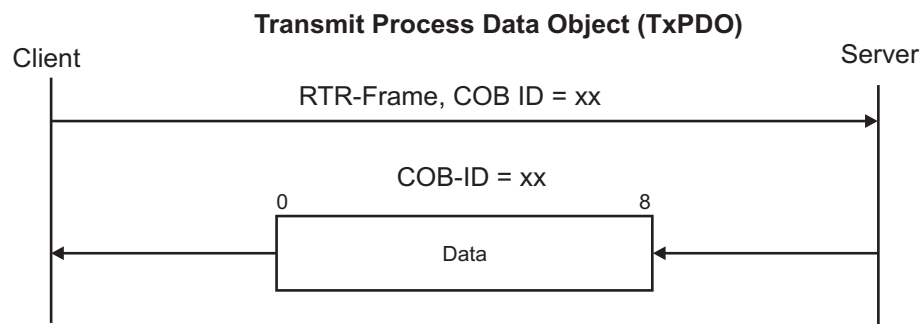 Transmit Process Data Object (TxPDO)
Client
Server
RTR-Frame, COB ID = xx
COB-ID = xx
0
8
Data